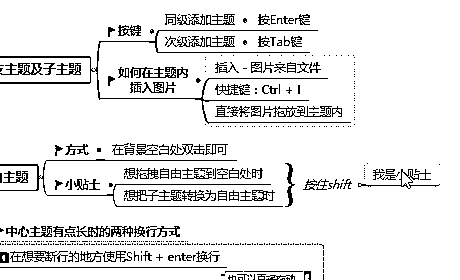 同级添加主题 • 按Enter键
按键
次级添加主题 • 按Tab键
主题及子主题
如何在主题内
插入图片
插入 - 图片来自文件
快捷键：Ctrl + I
直接将图片拖放到主题内
方式 • 在背景空白处双击即可
由主题
小贴士
想拖拽自由主题到空白处时
想把子主题转换为自由主题时
按住shift
我是小贴士
中心主题有点长时的两种换行方式
1 在想要断行的地方使用Shift + enter换行